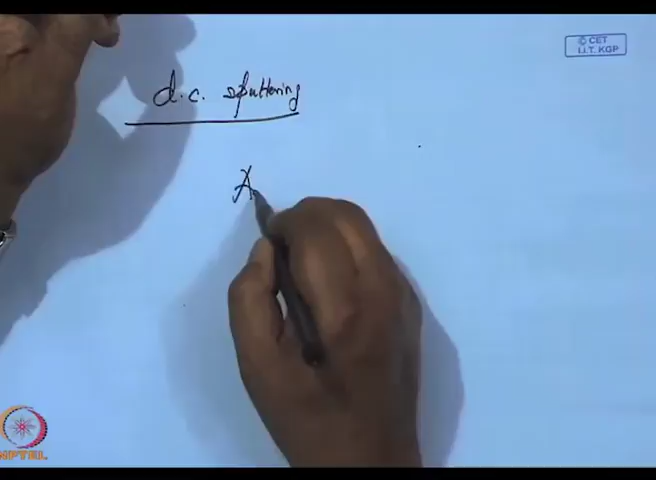 © CET
I.I.T. KGP
d.c. sputtering
A
NPTEL